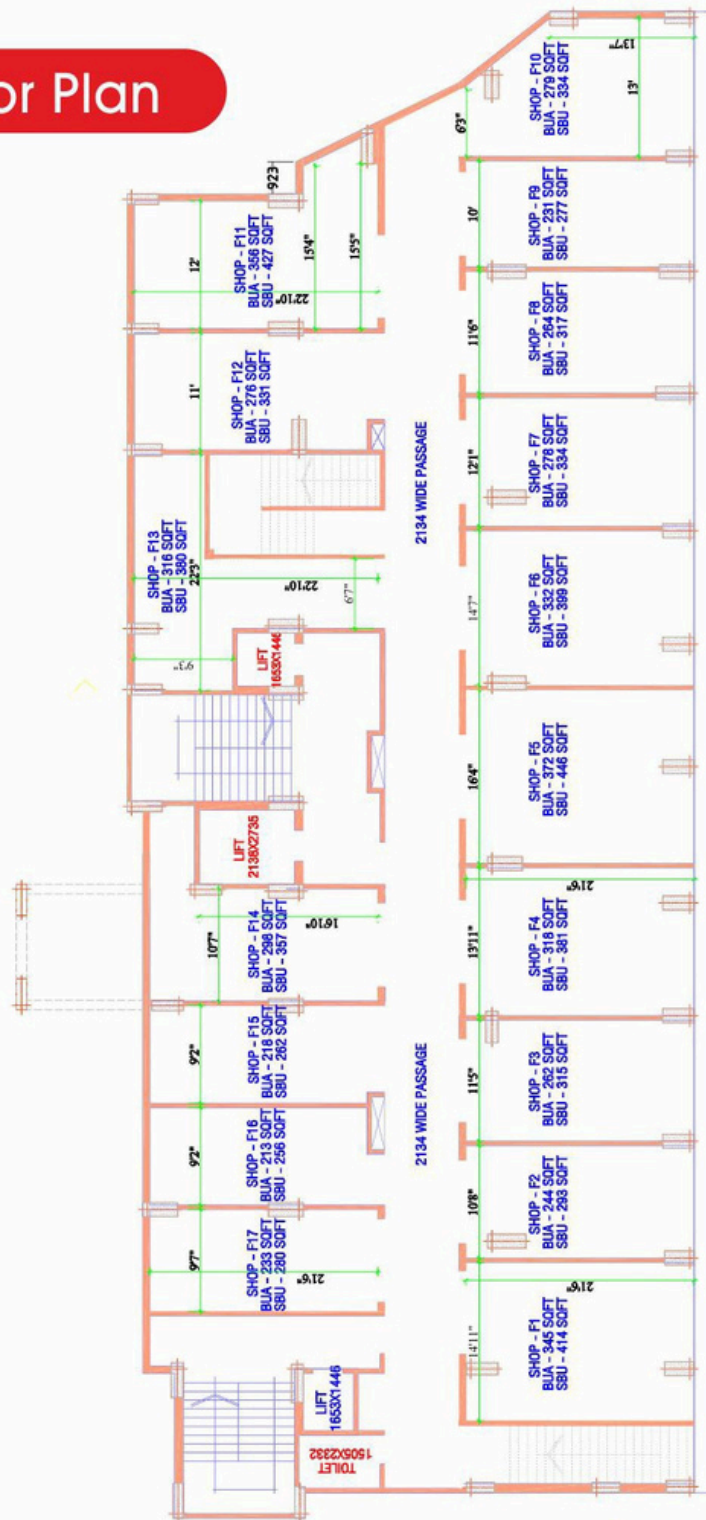 or Plan
SHOP - F10
BUA - 279 SQFT
SBU - 334 SQFT
13'7"
13'
6'3"
SHOP - F9
BUA - 231 SQFT
SBU - 277 SQFT
10'
SHOP - F8
BUA - 264 SQFT
SBU - 317 SQFT
11'6"
SHOP - F7
BUA - 278 SQFT
SBU - 334 SQFT
12'1"
SHOP - F6
BUA - 332 SQFT
SBU - 399 SQFT
14'7"
SHOP - F5
BUA - 372 SQFT
SBU - 446 SQFT
16'4"
SHOP - F4
BUA - 318 SQFT
SBU - 381 SQFT
13'11"
21'6"
SHOP - F3
BUA - 262 SQFT
SBU - 315 SQFT
11'5"
SHOP - F2
BUA - 244 SQFT
SBU - 293 SQFT
10'8"
SHOP - F1
BUA - 345 SQFT
SBU - 414 SQFT
14'11"
21'6"
2134 WIDE PASSAGE
2134 WIDE PASSAGE
923
SHOP - F11
BUA - 356 SQFT
SBU - 427 SQFT
12'
22'10"
15'4"
15'5"
SHOP - F12
BUA - 276 SQFT
SBU - 331 SQFT
11'
SHOP - F13
BUA - 316 SQFT
SBU - 380 SQFT
22'3"
22'10"
6'7"
9'3"
LIFT
1653X1446
LIFT
2136X2735
SHOP - F14
BUA - 298 SQFT
SBU - 357 SQFT
10'7"
16'10"
SHOP - F15
BUA - 218 SQFT
SBU - 262 SQFT
9'2"
SHOP - F16
BUA - 213 SQFT
SBU - 256 SQFT
9'2"
SHOP - F17
BUA - 233 SQFT
SBU - 280 SQFT
9'7"
21'6"
LIFT
1653X1446
TOILET
1505X2332